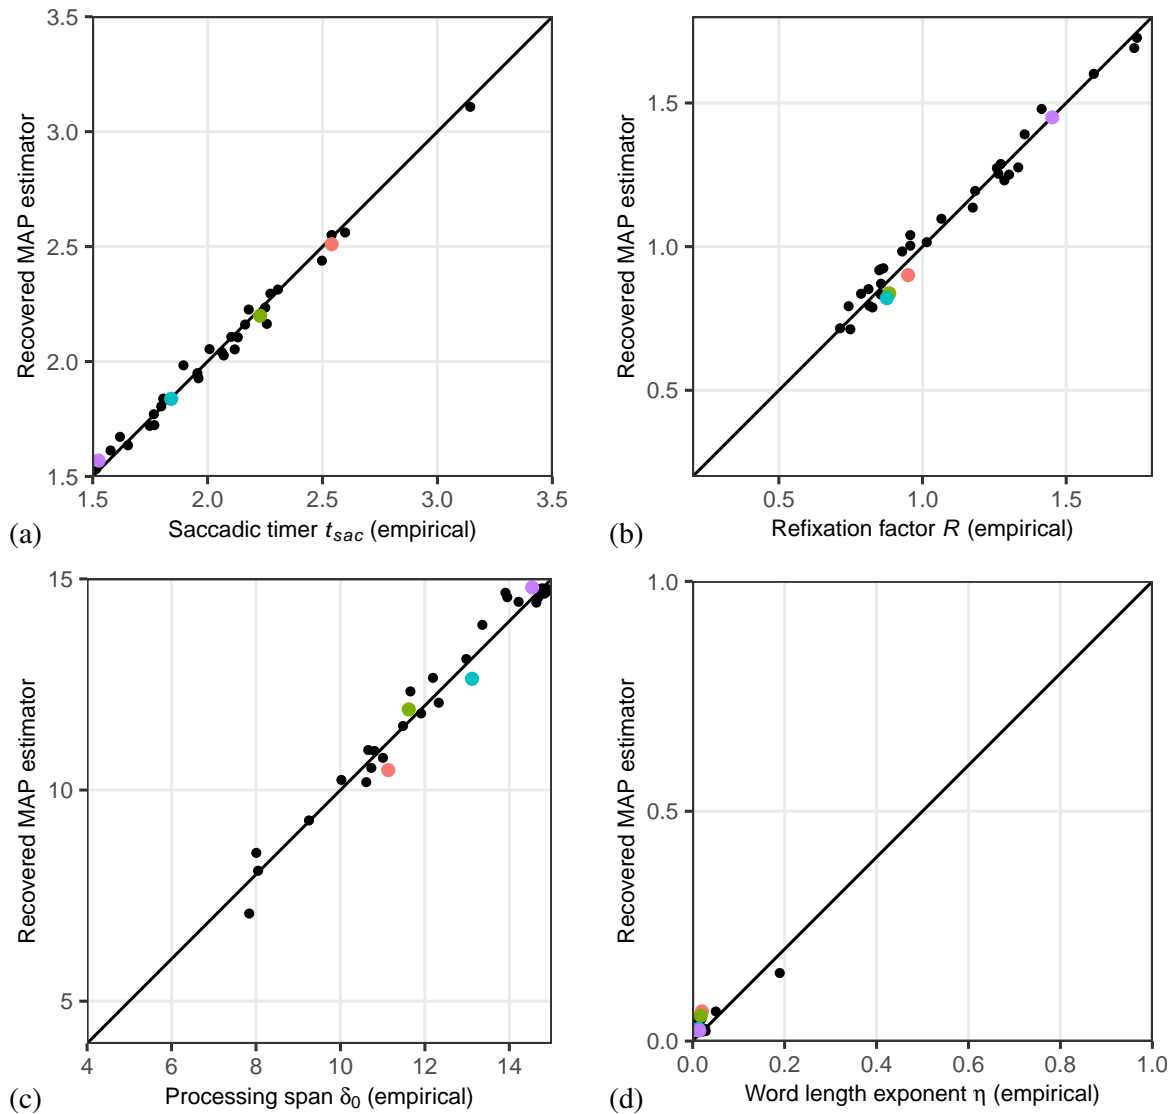 3.5
3.0
2.5
2.0
1.5
Recovered MAP estimator
1.5 2.0 2.5 3.0 3.5
(a) Saccadic timer t_sac (empirical)
1.5
1.0
0.5
Recovered MAP estimator
0.5 1.0 1.5
(b) Refixation factor R (empirical)
15
10
5
Recovered MAP estimator
4 6 8 10 12 14
(c) Processing span δ₀ (empirical)
1.0
0.5
0.0
Recovered MAP estimator
0.0 0.2 0.4 0.6 0.8 1.0
(d) Word length exponent η (empirical)